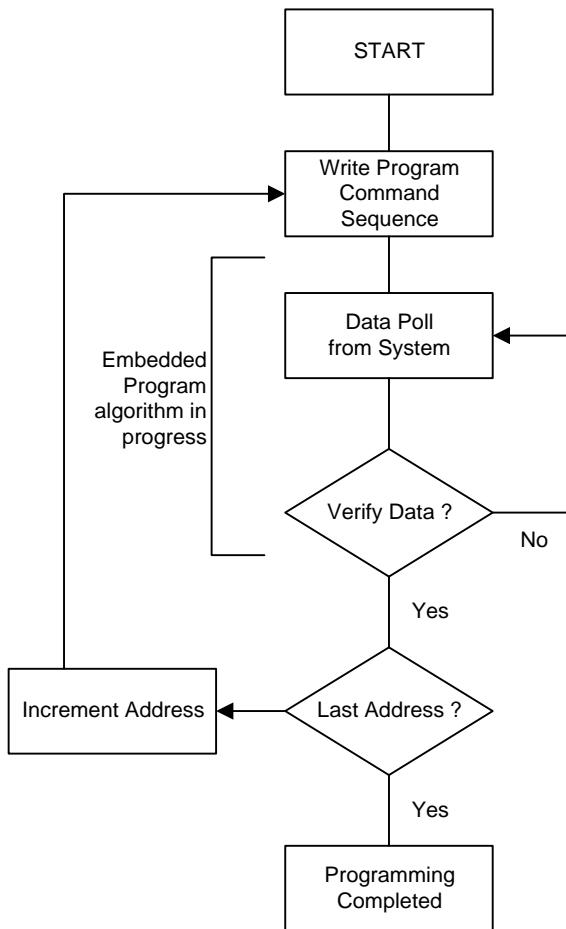 START
Write Program
Command
Sequence
Data Poll
from System
Embedded
Program
algorithm in
progress
Verify Data ?
No
Yes
Increment Address
Last Address ?
Yes
Programming
Completed